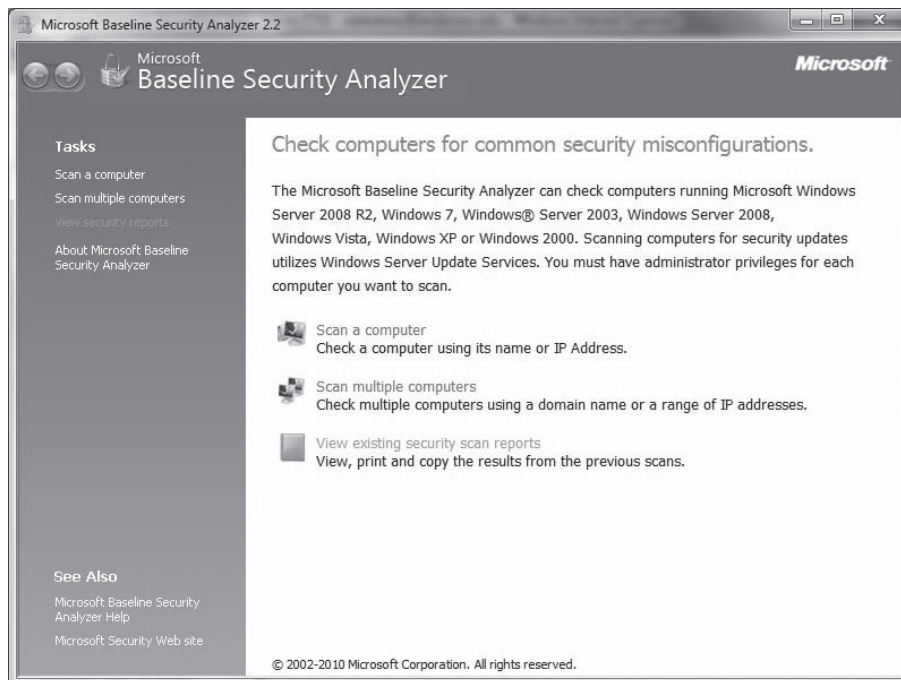 Microsoft Baseline Security Analyzer 2.2
Microsoft
Baseline Security Analyzer
Microsoft
Tasks
Scan a computer
Scan multiple computers
View security reports
About Microsoft Baseline
Security Analyzer
See Also
Microsoft Baseline Security
Analyzer Help
Microsoft Security Web site
Check computers for common security misconfigurations.
The Microsoft Baseline Security Analyzer can check computers running Microsoft Windows
Server 2008 R2, Windows 7, Windows® Server 2003, Windows Server 2008,
Windows Vista, Windows XP or Windows 2000. Scanning computers for security updates
utilizes Windows Server Update Services. You must have administrator privileges for each
computer you want to scan.
Scan a computer
Check a computer using its name or IP Address.
Scan multiple computers
Check multiple computers using a domain name or a range of IP addresses.
View existing security scan reports
View, print and copy the results from the previous scans.
© 2002-2010 Microsoft Corporation. All rights reserved.